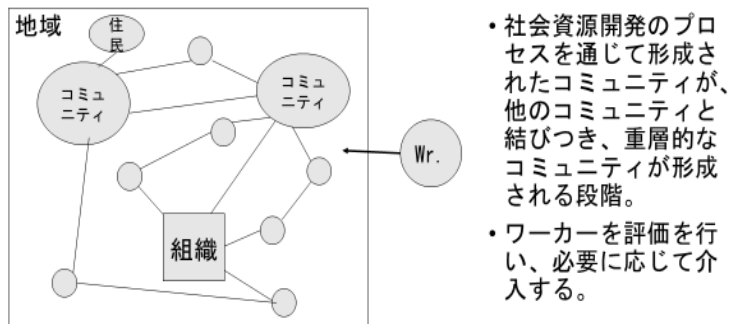 地域
住
民
コミュ
ニティ
コミュ
ニティ
Wr.
組織
・社会資源開発のプロ
セスを通じて形成さ
れたコミュニティが、
他のコミュニティと
結びつき、重層的な
コミュニティが形成
される段階。
・ワーカーを評価を行
い、必要に応じて介
入する。